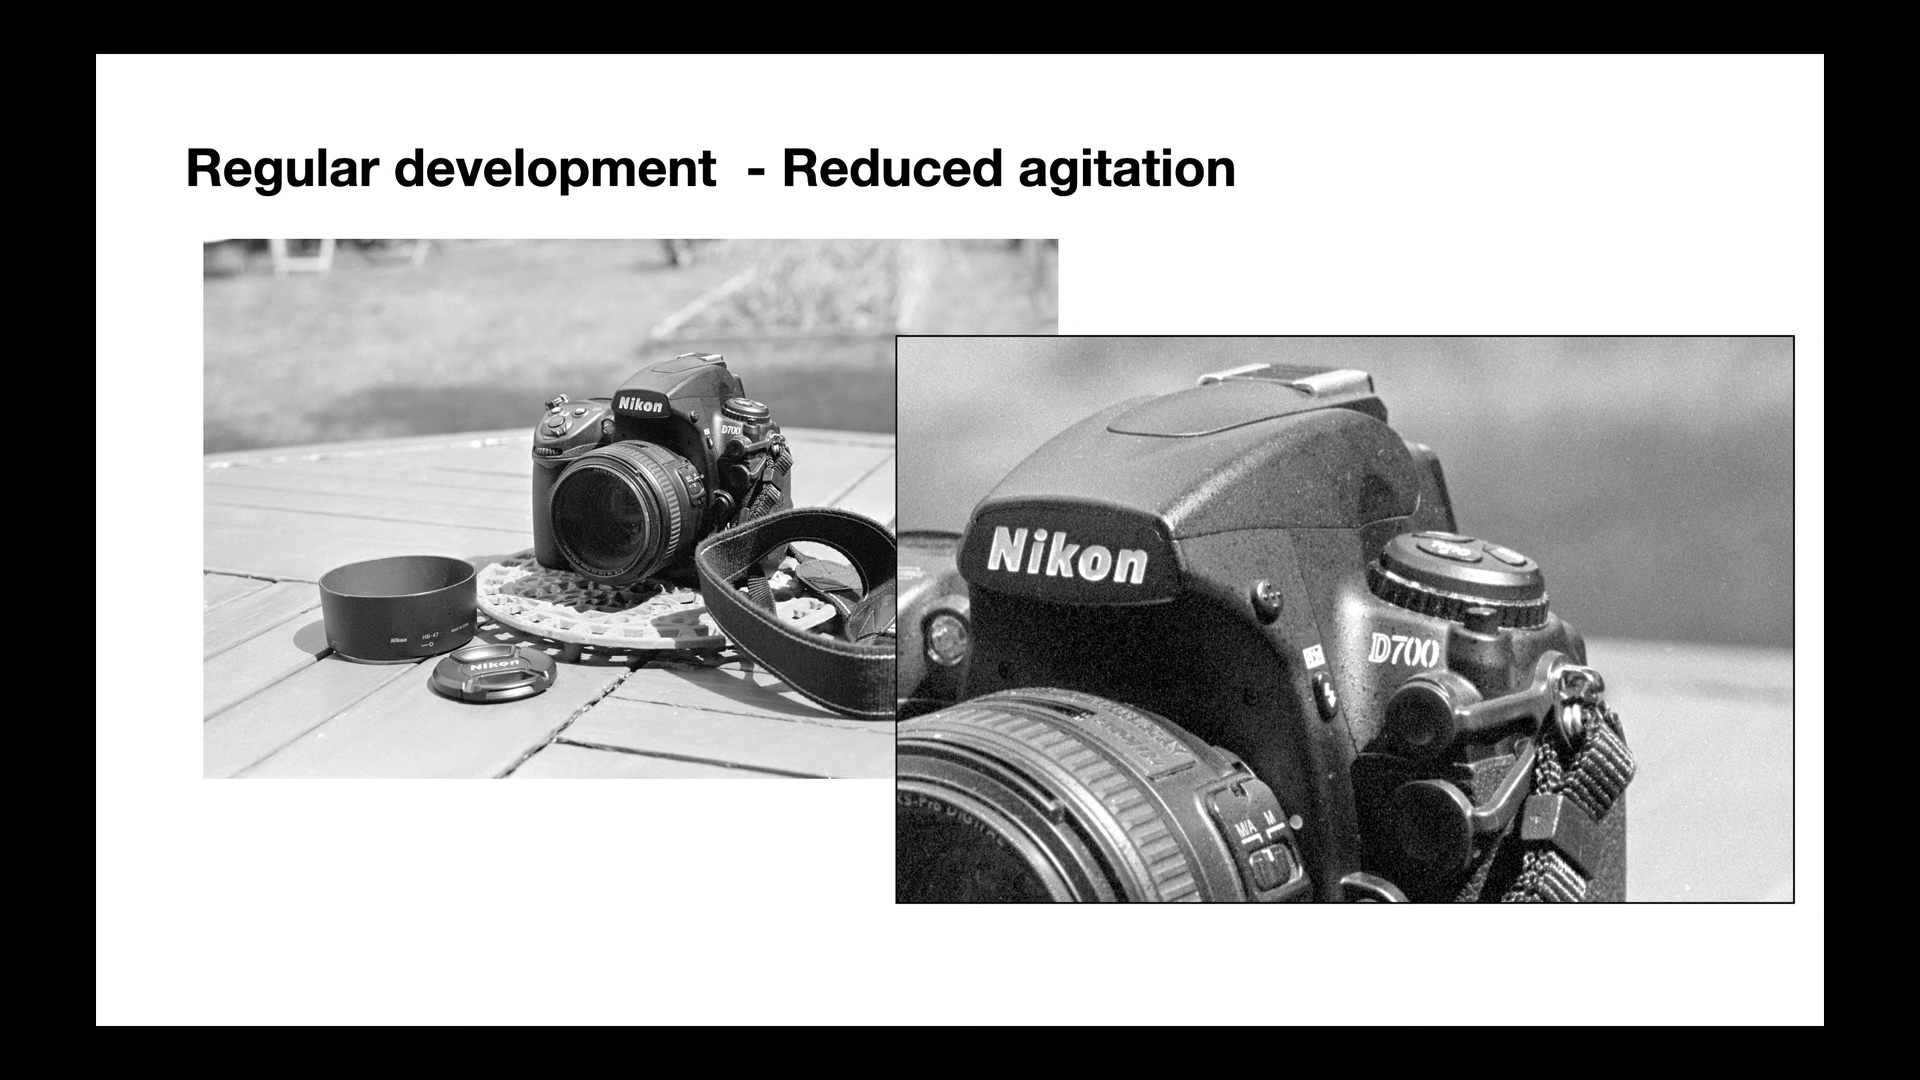 Regular development  - Reduced agitation
Nikon
D700
Nikon
HB-47
Nikon
Nikon
D700
M/A M